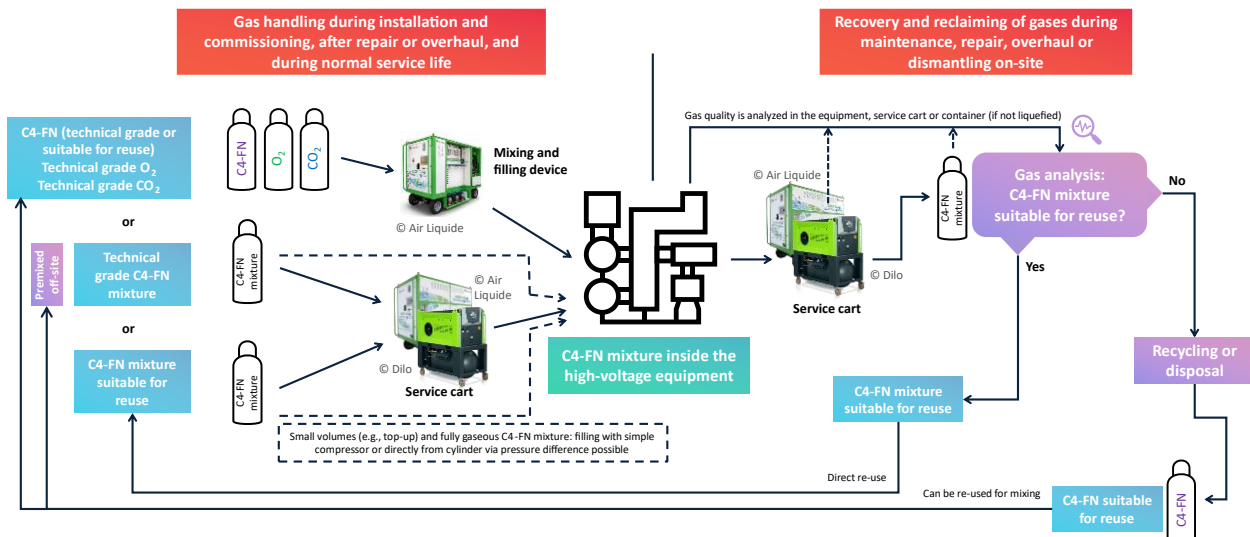 Gas handling during installation and
commissioning, after repair or overhaul, and
during normal service life
Recovery and reclaiming of gases during
maintenance, repair, overhaul or
dismantling on-site
C4-FN (technical grade or
suitable for reuse)
Technical grade O₂
Technical grade CO₂
or
Premixed
off-site
Technical
grade C4-FN
mixture
or
C4-FN mixture
suitable for
reuse
C4-FN
O₂
CO₂
Mixing and
filling device
© Air Liquide
C4-FN
mixture
© Air
Liquide
C4-FN
mixture
© Dilo
Service cart
Small volumes (e.g., top-up) and fully gaseous C4-FN mixture: filling with simple
compressor or directly from cylinder via pressure difference possible
C4-FN mixture inside the
high-voltage equipment
Gas quality is analyzed in the equipment, service cart or container (if not liquefied)
© Air Liquide
© Dilo
Service cart
C4-FN
mixture
Gas analysis:
C4-FN mixture
suitable for reuse?
No
Yes
Recycling or
disposal
C4-FN mixture
suitable for reuse
Direct re-use
Can be re-used for mixing
C4-FN suitable
for reuse
C4-FN